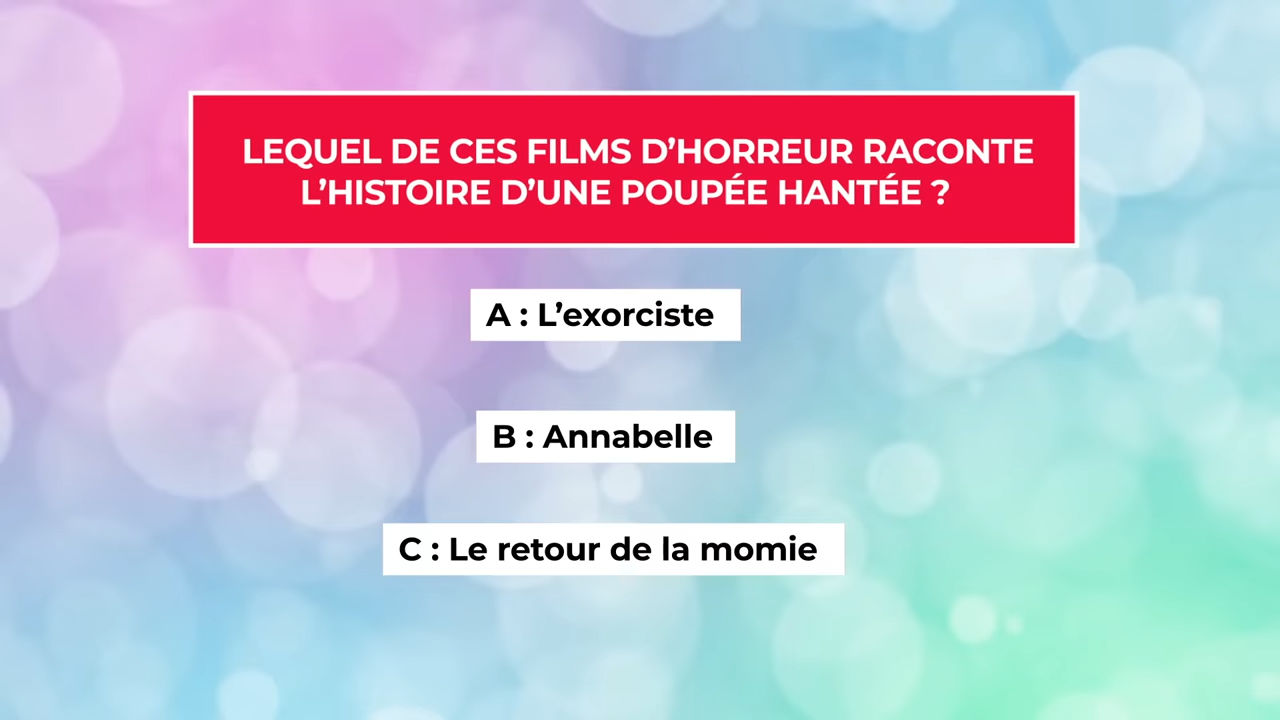 LEQUEL DE CES FILMS D’HORREUR RACONTE
L’HISTOIRE D’UNE POUPÉE HANTÉE ?
A : L’exorciste
B : Annabelle
C : Le retour de la momie